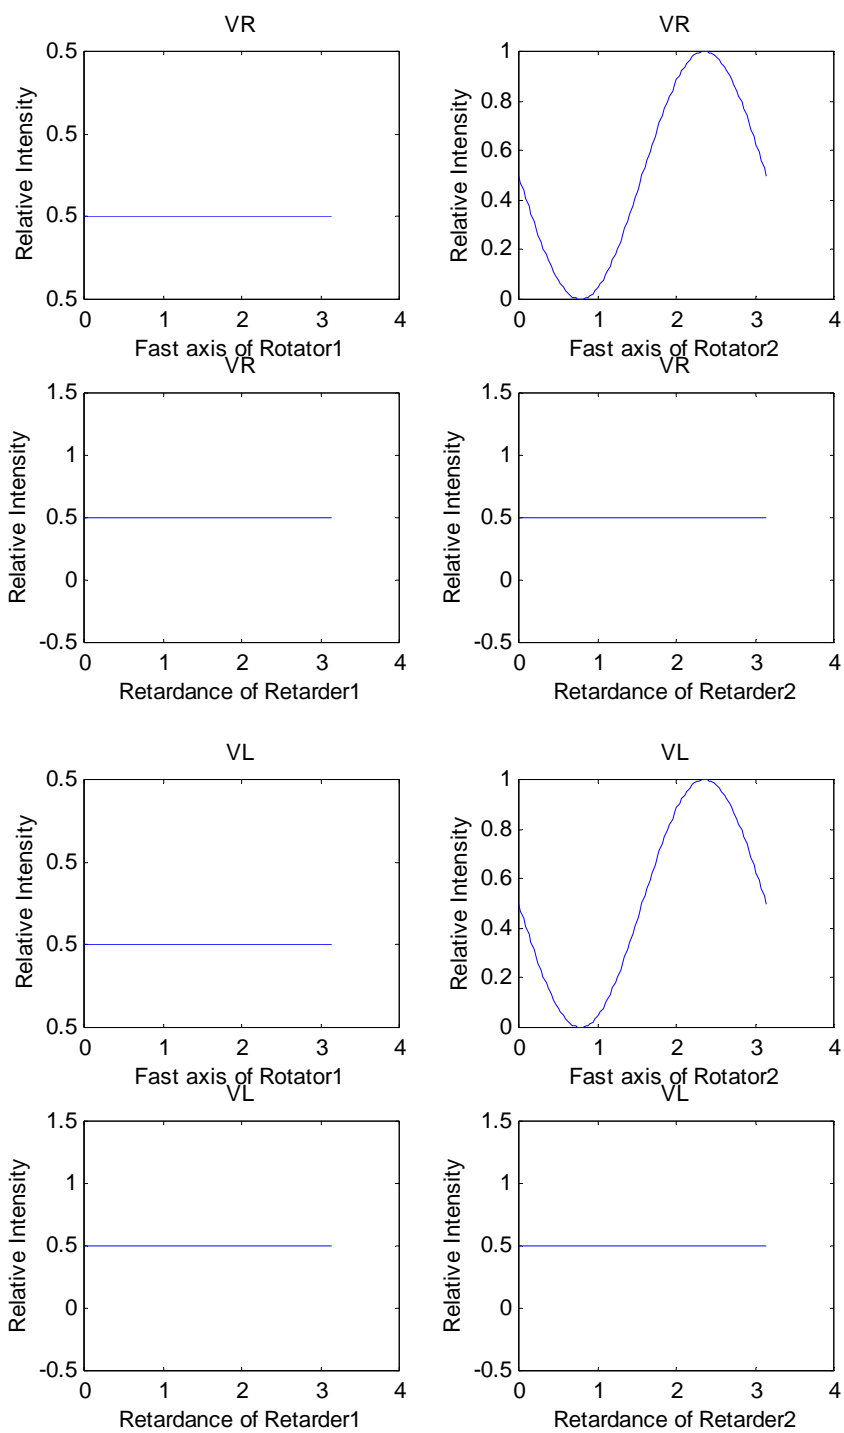 VR VR
0.5 1
0.8
0.5
0.6
0.5 0.4
0.2
0.5 0
0 1 2 3 4 0 1 2 3 4
Relative Intensity Relative Intensity
Fast axis of Rotator1 Fast axis of Rotator2
VR VR
1.5 1.5
1 1
0.5 0.5
0 0
-0.5 -0.5
0 1 2 3 4 0 1 2 3 4
Relative Intensity Relative Intensity
Retardance of Retarder1 Retardance of Retarder2
VL VL
0.5 1
0.8
0.5
0.6
0.5 0.4
0.2
0.5 0
0 1 2 3 4 0 1 2 3 4
Relative Intensity Relative Intensity
Fast axis of Rotator1 Fast axis of Rotator2
VL VL
1.5 1.5
1 1
0.5 0.5
0 0
-0.5 -0.5
0 1 2 3 4 0 1 2 3 4
Relative Intensity Relative Intensity
Retardance of Retarder1 Retardance of Retarder2